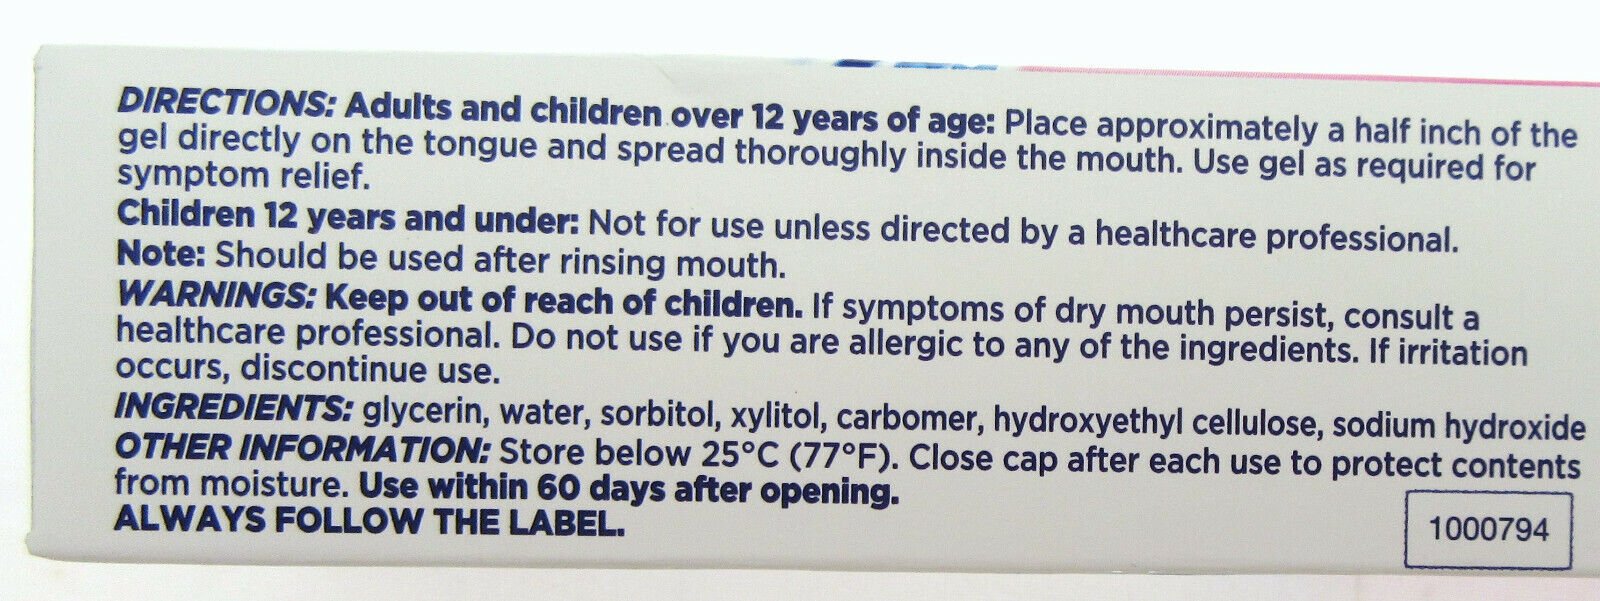 DIRECTIONS: Adults and children over 12 years of age: Place approximately a half inch of the
gel directly on the tongue and spread thoroughly inside the mouth. Use gel as required for
symptom relief.
Children 12 years and under: Not for use unless directed by a healthcare professional.
Note: Should be used after rinsing mouth.
WARNINGS: Keep out of reach of children. If symptoms of dry mouth persist, consult a
healthcare professional. Do not use if you are allergic to any of the ingredients. If irritation
occurs, discontinue use.
INGREDIENTS: glycerin, water, sorbitol, xylitol, carbomer, hydroxyethyl cellulose, sodium hydroxide
OTHER INFORMATION: Store below 25°C (77°F). Close cap after each use to protect contents
from moisture. Use within 60 days after opening.
ALWAYS FOLLOW THE LABEL.
1000794